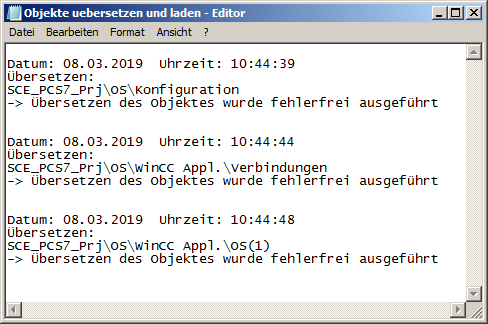 Objekte uebersetzen und laden - Editor
Datei Bearbeiten Format Ansicht ?
Datum: 08.03.2019  Uhrzeit: 10:44:39
Übersetzen:
SCE_PCS7_Prj\OS\Konfiguration
-> Übersetzen des Objektes wurde fehlerfrei ausgeführt
Datum: 08.03.2019  Uhrzeit: 10:44:44
Übersetzen:
SCE_PCS7_Prj\OS\WinCC Appl.\Verbindungen
-> Übersetzen des Objektes wurde fehlerfrei ausgeführt
Datum: 08.03.2019  Uhrzeit: 10:44:48
Übersetzen:
SCE_PCS7_Prj\OS\WinCC Appl.\OS(1)
-> Übersetzen des Objektes wurde fehlerfrei ausgeführt